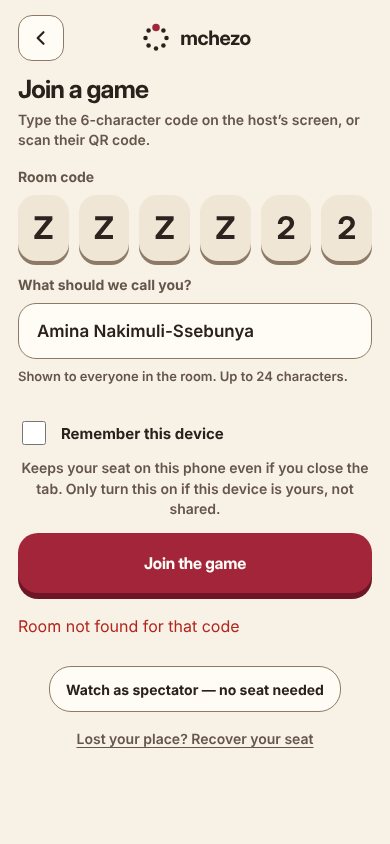 mchezo
Join a game
Type the 6-character code on the host’s screen, or
scan their QR code.
Room code
Z Z Z Z 2 2
What should we call you?
Amina Nakimuli-Ssebunya
Shown to everyone in the room. Up to 24 characters.
Remember this device
Keeps your seat on this phone even if you close the
tab. Only turn this on if this device is yours, not
shared.
Join the game
Room not found for that code
Watch as spectator — no seat needed
Lost your place? Recover your seat